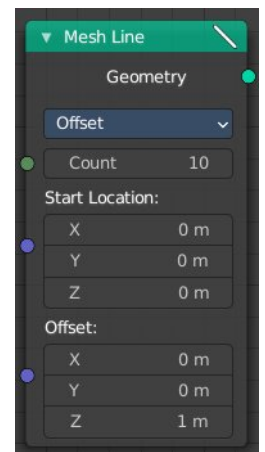 Mesh Line
Geometry
Offset
Count 10
Start Location:
X 0 m
Y 0 m
Z 0 m
Offset:
X 0 m
Y 0 m
Z 1 m